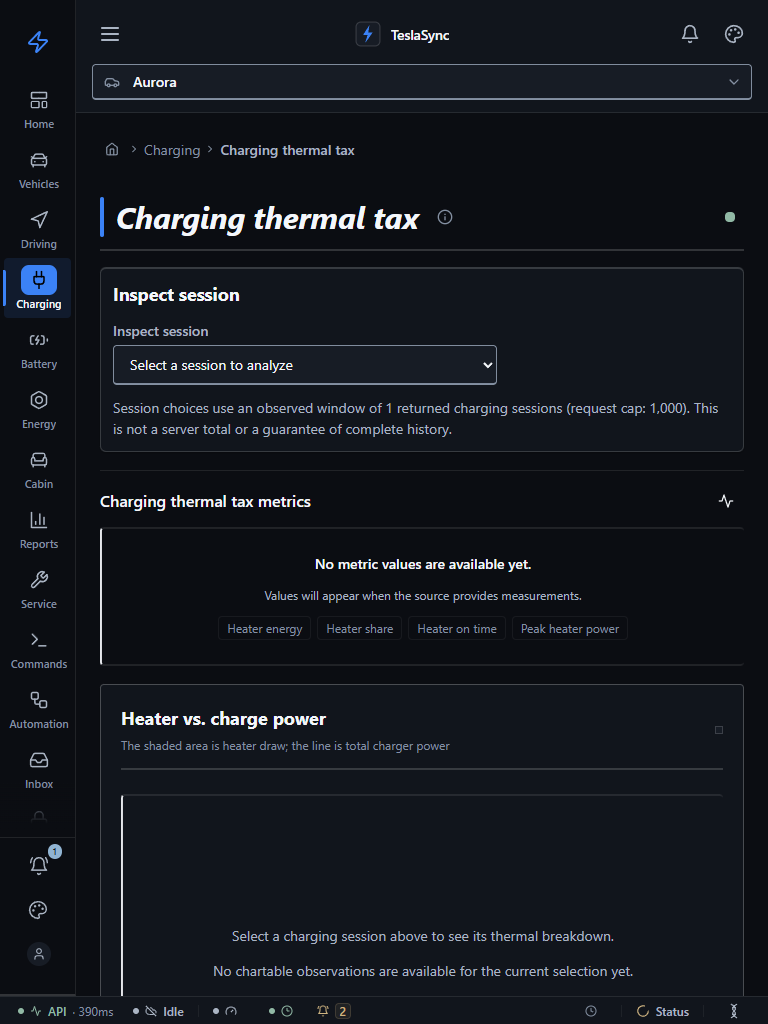 TeslaSync
Aurora
Home
Vehicles
Driving
Charging
Battery
Energy
Cabin
Reports
Service
Commands
Automation
Inbox
1
Charging
Charging thermal tax
Charging thermal tax
Inspect session
Inspect session
Select a session to analyze
Session choices use an observed window of 1 returned charging sessions (request cap: 1,000). This
is not a server total or a guarantee of complete history.
Charging thermal tax metrics
No metric values are available yet.
Values will appear when the source provides measurements.
Heater energy Heater share Heater on time Peak heater power
Heater vs. charge power
The shaded area is heater draw; the line is total charger power
Select a charging session above to see its thermal breakdown.
No chartable observations are available for the current selection yet.
API · 390ms Idle 2 Status